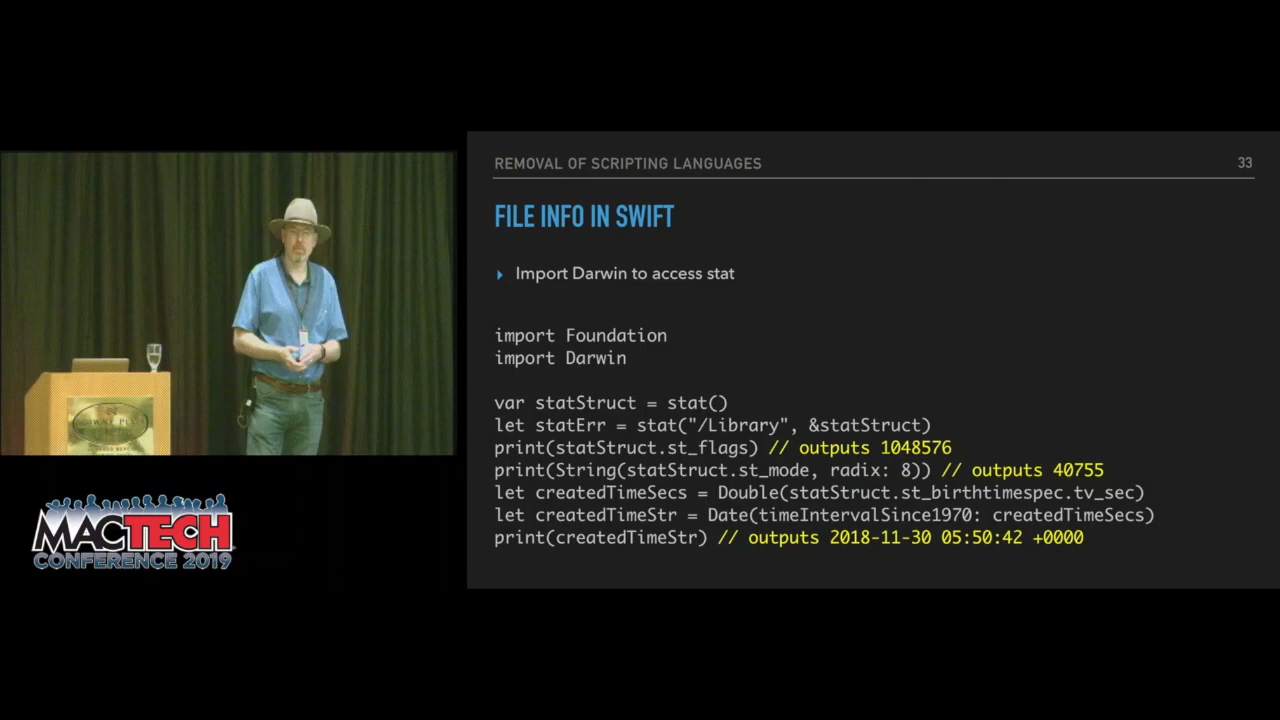 REMOVAL OF SCRIPTING LANGUAGES 33
FILE INFO IN SWIFT
Import Darwin to access stat
import Foundation
import Darwin
var statStruct = stat()
let statErr = stat("/Library", &statStruct)
print(statStruct.st_flags) // outputs 1048576
print(String(statStruct.st_mode, radix: 8)) // outputs 40755
let createdTimeSecs = Double(statStruct.st_birthtimespec.tv_sec)
let createdTimeStr = Date(timeIntervalSince1970: createdTimeSecs)
print(createdTimeStr) // outputs 2018-11-30 05:50:42 +0000
MACTECH
CONFERENCE 2019